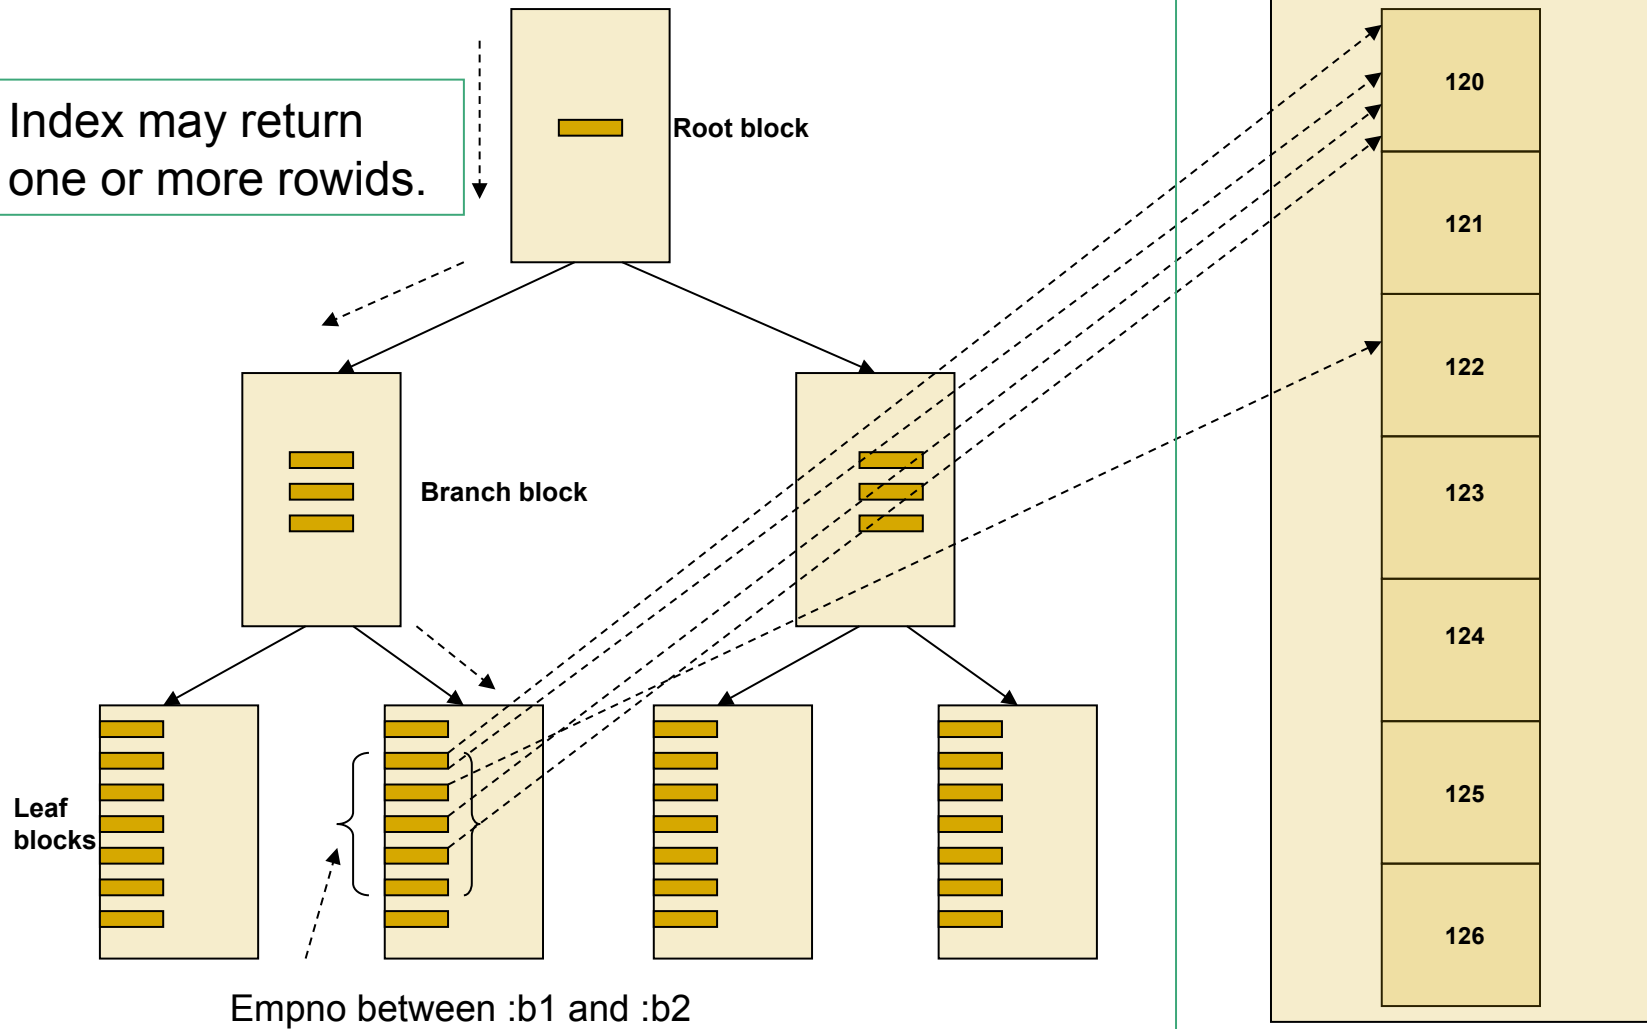 Index may return
one or more rowids.
Root block
Branch block
Leaf
blocks
Empno between :b1 and :b2
120
121
122
123
124
125
126